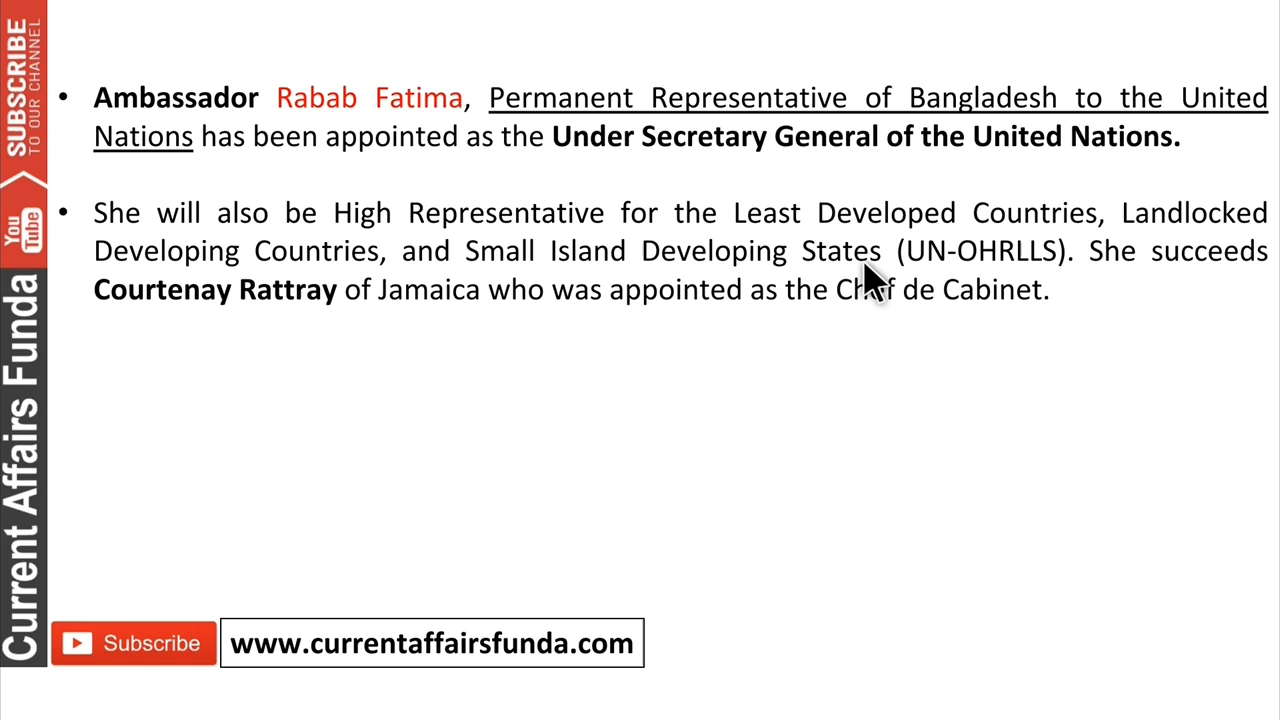 SUBSCRIBE
TO OUR CHANNEL
You
Tube
Current Affairs Funda
• Ambassador Rabab Fatima, Permanent Representative of Bangladesh to the United
Nations has been appointed as the Under Secretary General of the United Nations.
• She will also be High Representative for the Least Developed Countries, Landlocked
Developing Countries, and Small Island Developing States (UN-OHRLLS). She succeeds
Courtenay Rattray of Jamaica who was appointed as the Chef de Cabinet.
Subscribe
www.currentaffairsfunda.com